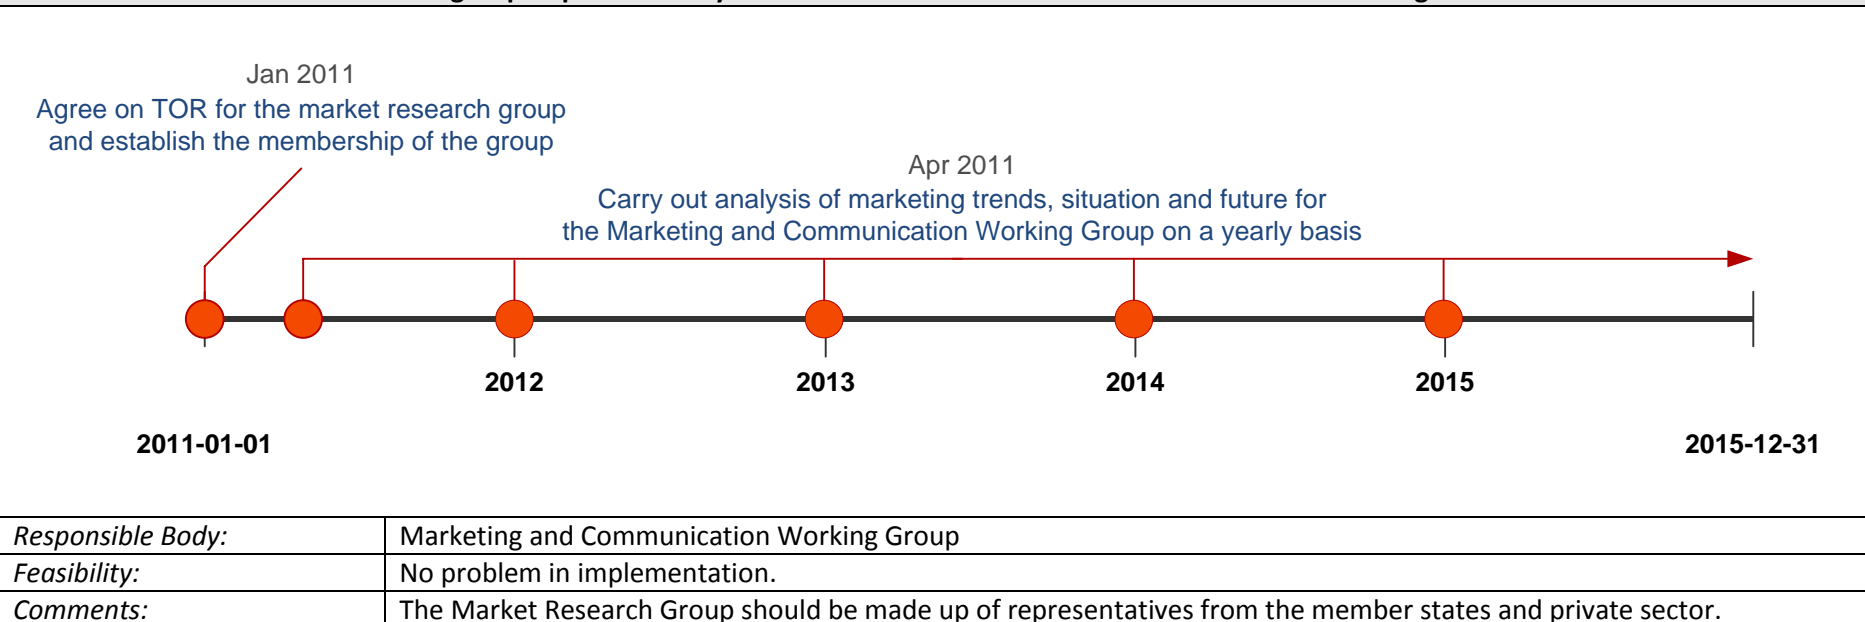 Jan 2011
Agree on TOR for the market research group
and establish the membership of the group
Apr 2011
Carry out analysis of marketing trends, situation and future for
the Marketing and Communication Working Group on a yearly basis
2012
2013
2014
2015
2011-01-01
2015-12-31
Responsible Body:
Marketing and Communication Working Group
Feasibility:
No problem in implementation.
Comments:
The Market Research Group should be made up of representatives from the member states and private sector.